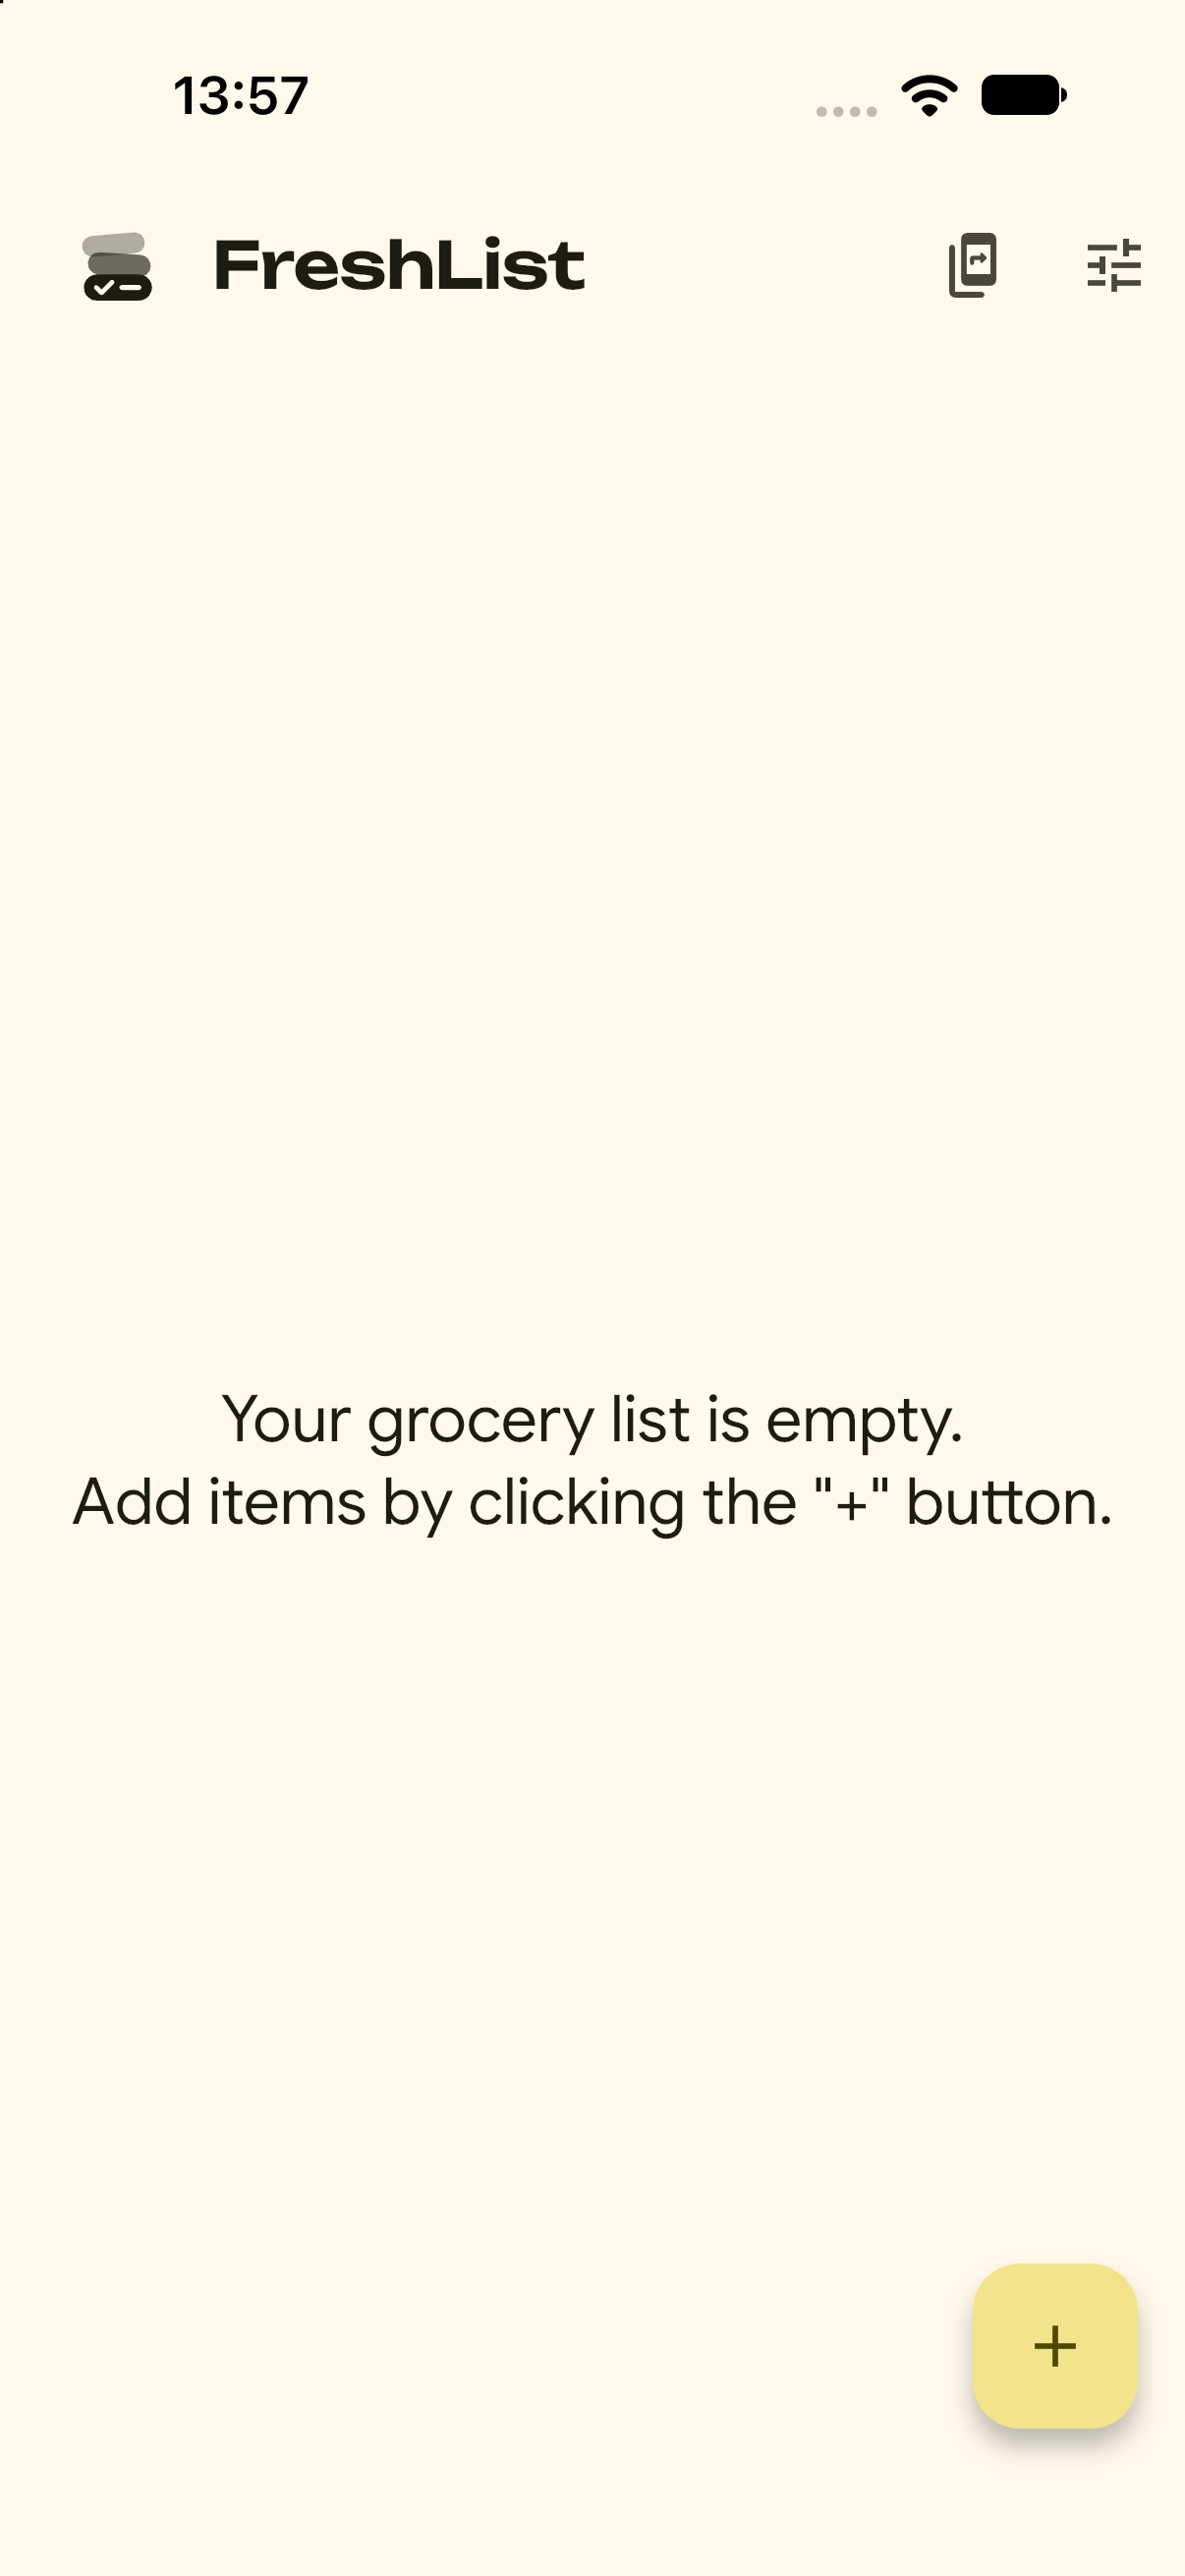 13:57
FreshList
Your grocery list is empty.
Add items by clicking the "+" button.
+